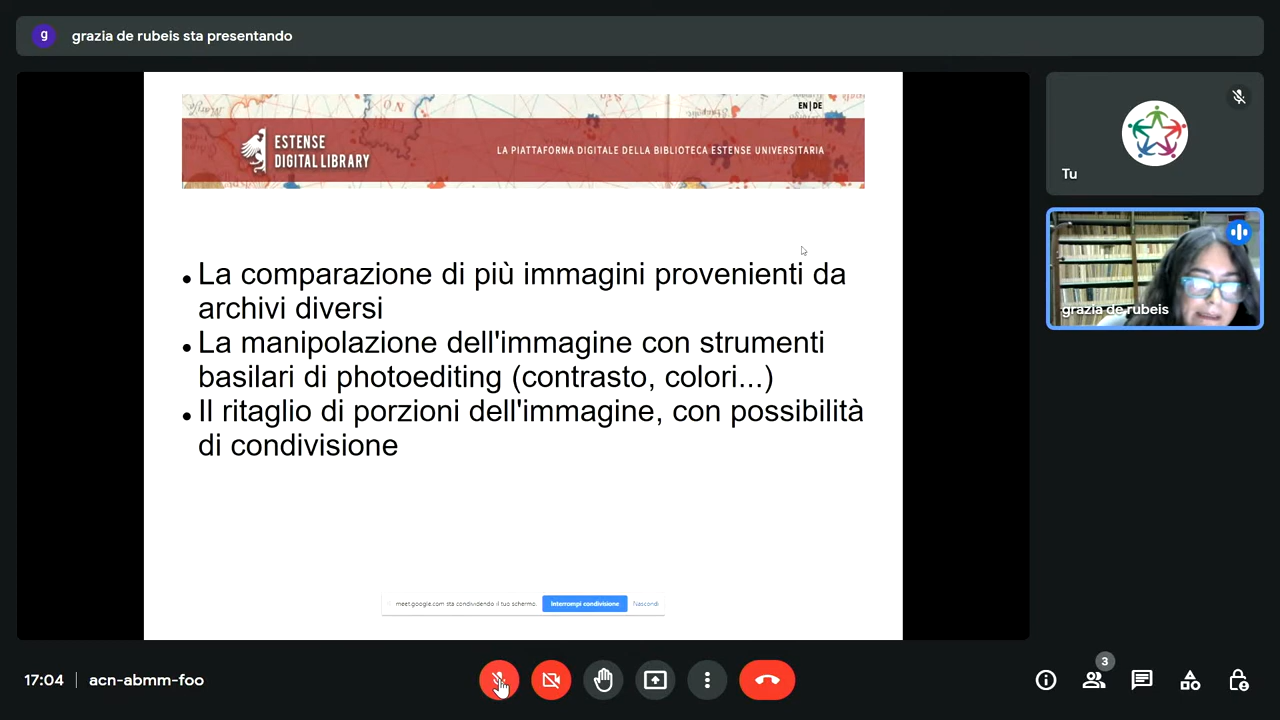 g
grazia de rubeis sta presentando
EN | DE
ESTENSE
DIGITAL LIBRARY
LA PIATTAFORMA DIGITALE DELLA BIBLIOTECA ESTENSE UNIVERSITARIA
• La comparazione di più immagini provenienti da
archivi diversi
• La manipolazione dell'immagine con strumenti
basilari di photoediting (contrasto, colori...)
• Il ritaglio di porzioni dell'immagine, con possibilità
di condivisione
meet.google.com sta condividendo il tuo schermo.
Interrompi condivisione
Nascondi
Tu
grazia de rubeis
17:04 | acn-abmm-foo
3